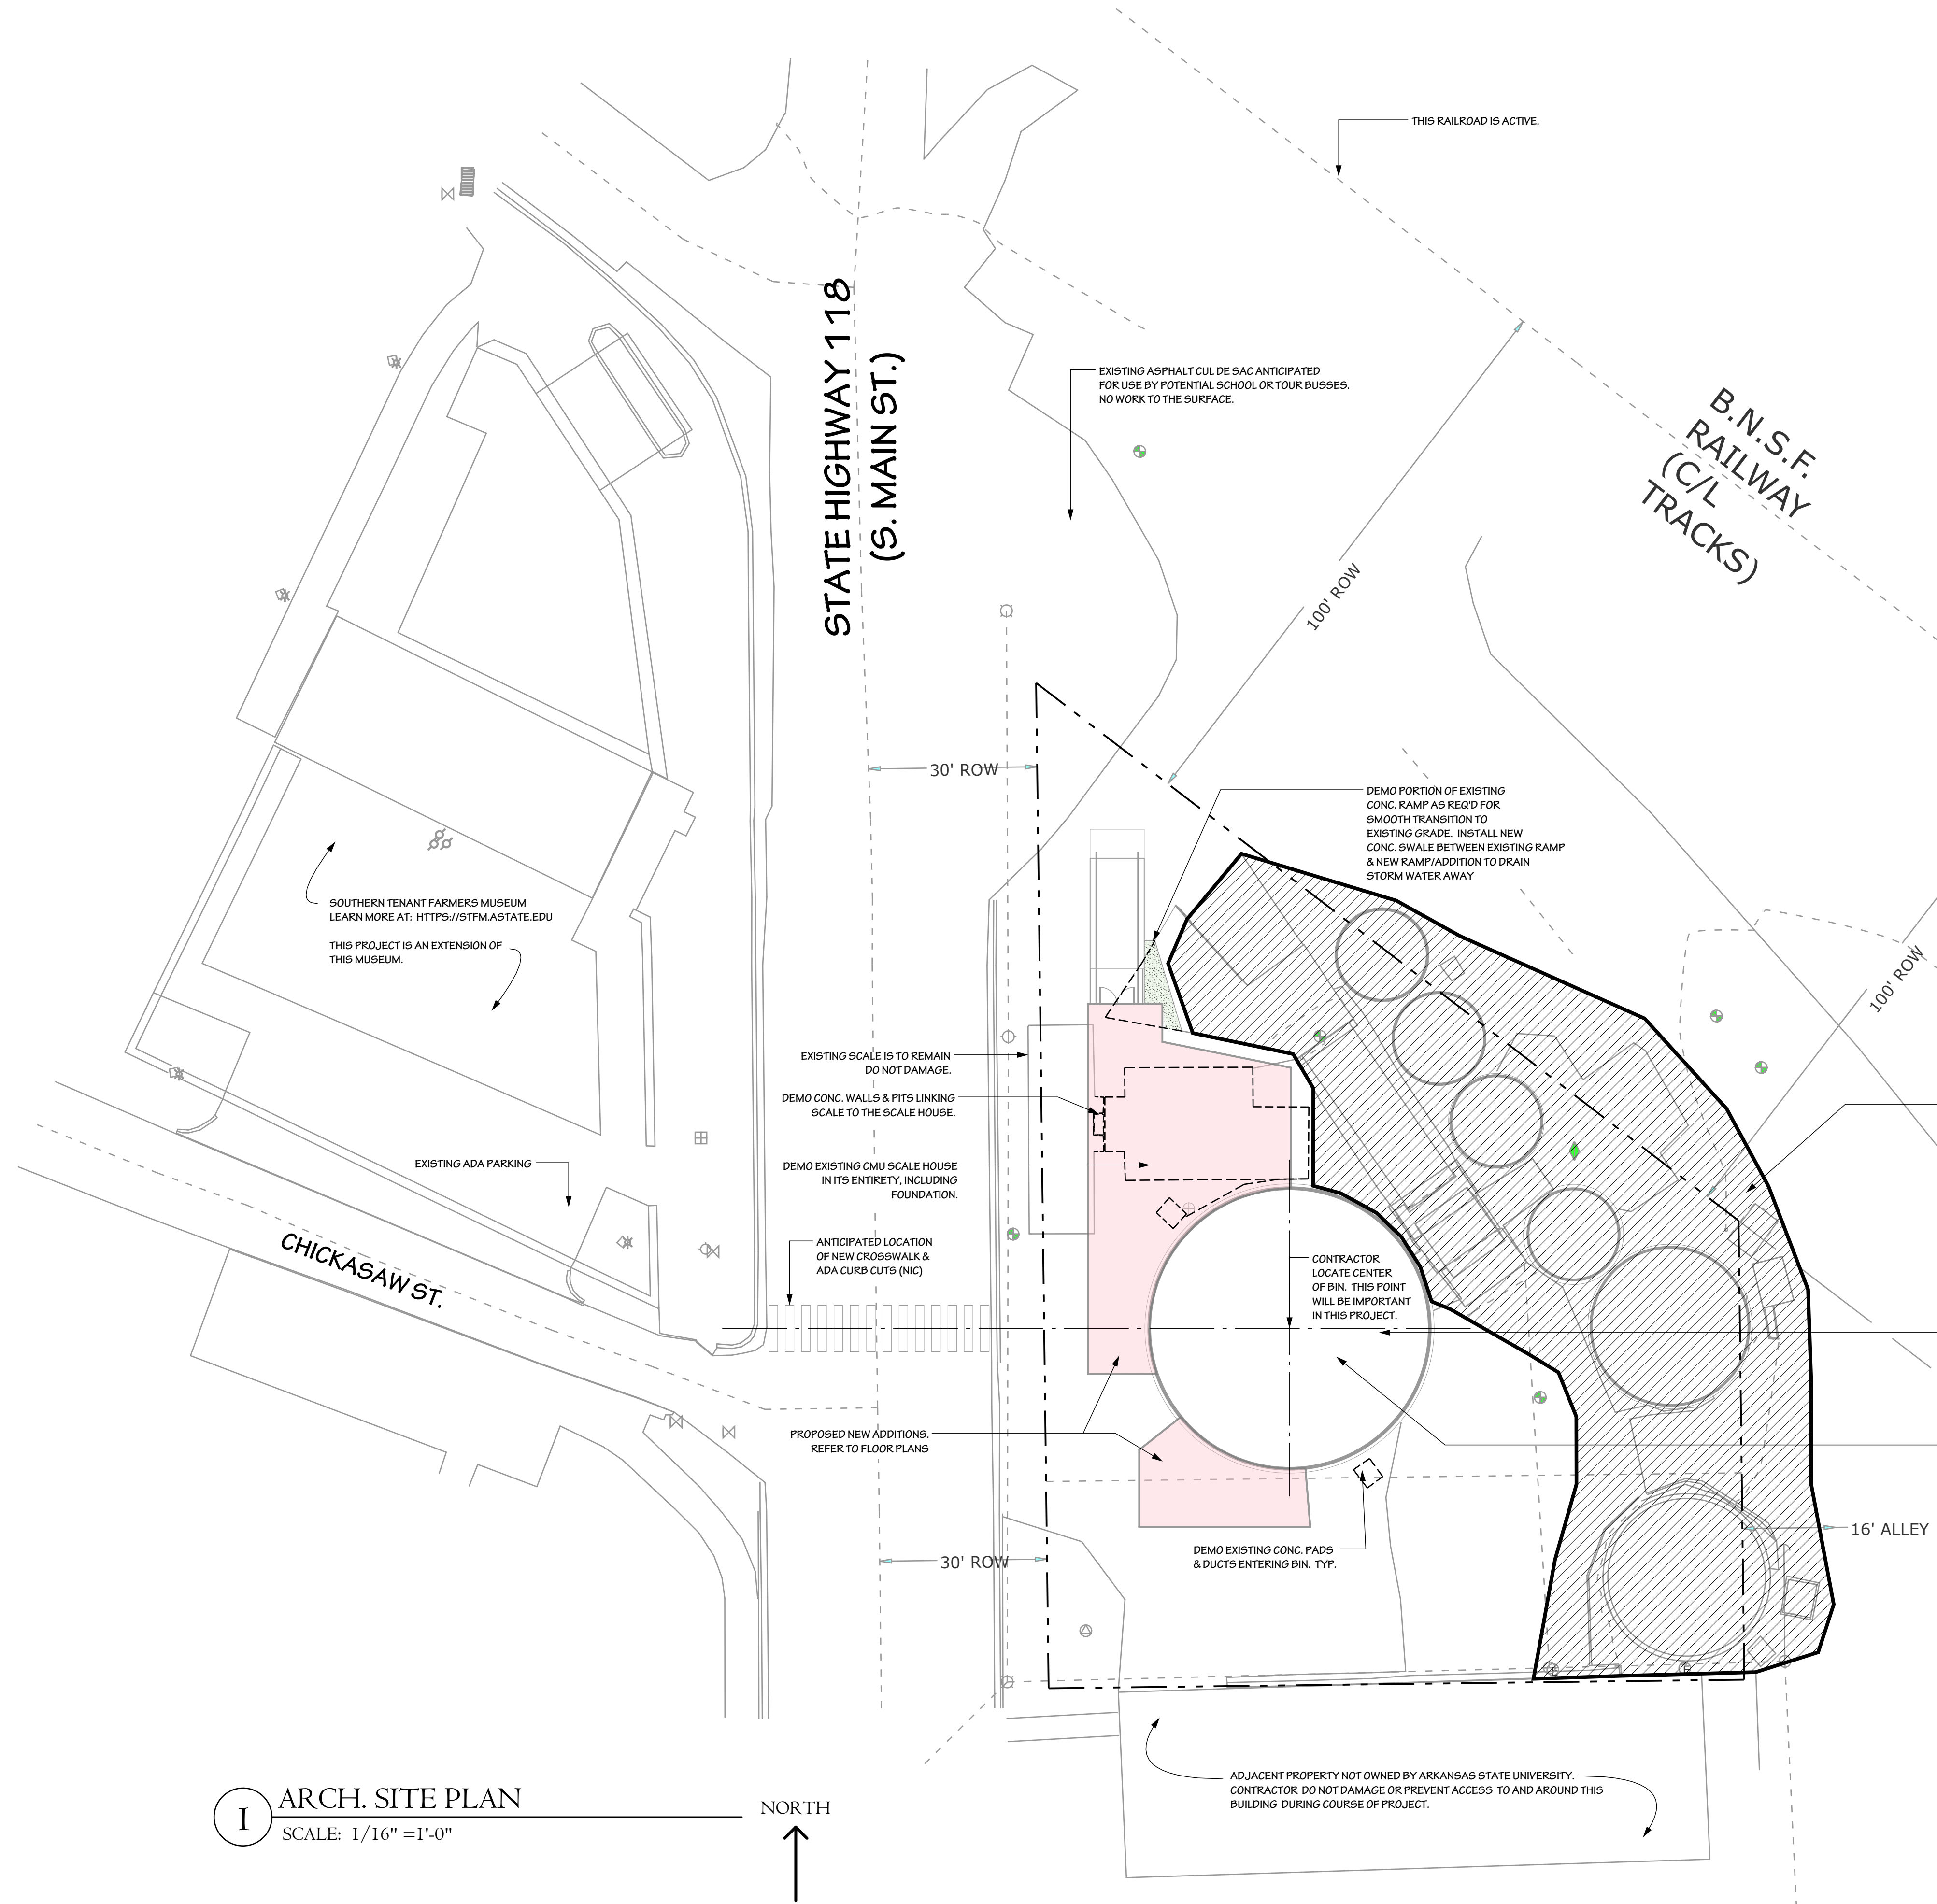 THIS RAILROAD IS ACTIVE.
STATE HIGHWAY 118
(S. MAIN ST.)
EXISTING ASPHALT CUL DE SAC ANTICIPATED
FOR USE BY POTENTIAL SCHOOL OR TOUR BUSSES.
NO WORK TO THE SURFACE.
B.N.S.F.
RAILWAY
(C/L
TRACKS)
100' ROW
30' ROW
DEMO PORTION OF EXISTING
CONC. RAMP AS REQ'D FOR
SMOOTH TRANSITION TO
EXISTING GRADE. INSTALL NEW
CONC. SWALE BETWEEN EXISTING RAMP
& NEW RAMP/ADDITION TO DRAIN
STORM WATER AWAY
SOUTHERN TENANT FARMERS MUSEUM
LEARN MORE AT: HTTPS://STFM.ASTATE.EDU
THIS PROJECT IS AN EXTENSION OF
THIS MUSEUM.
100' ROW
EXISTING SCALE IS TO REMAIN
DO NOT DAMAGE.
DEMO CONC. WALLS & PITS LINKING
SCALE TO THE SCALE HOUSE.
EXISTING ADA PARKING
DEMO EXISTING CMU SCALE HOUSE
IN ITS ENTIRETY, INCLUDING
FOUNDATION.
CHICKASAW ST.
ANTICIPATED LOCATION
OF NEW CROSSWALK &
ADA CURB CUTS (NIC)
CONTRACTOR
LOCATE CENTER
OF BIN. THIS POINT
WILL BE IMPORTANT
IN THIS PROJECT.
PROPOSED NEW ADDITIONS.
REFER TO FLOOR PLANS
16' ALLEY
DEMO EXISTING CONC. PADS
& DUCTS ENTERING BIN. TYP.
30' ROW
ADJACENT PROPERTY NOT OWNED BY ARKANSAS STATE UNIVERSITY.
CONTRACTOR DO NOT DAMAGE OR PREVENT ACCESS TO AND AROUND THIS
BUILDING DURING COURSE OF PROJECT.
1
ARCH. SITE PLAN
SCALE: 1/16" =1'-0"
NORTH